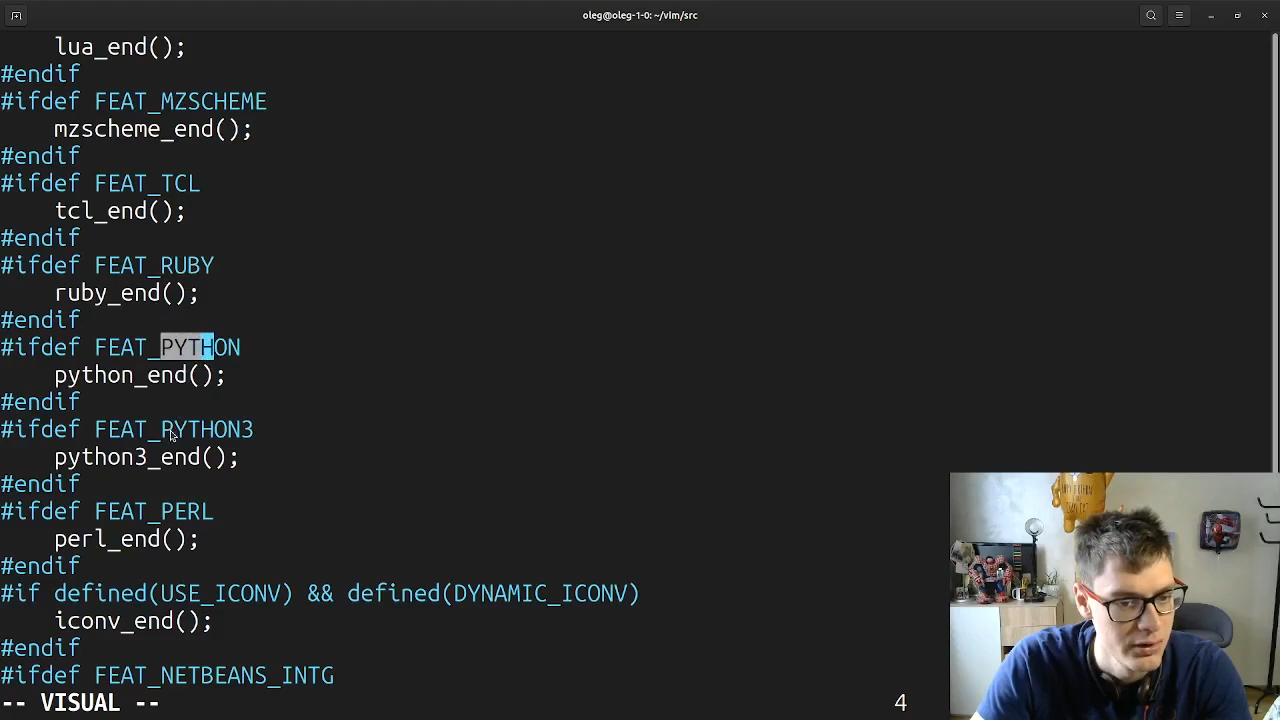 oleg@oleg-1-0: ~/vim/src
lua_end();
#endif
#ifdef FEAT_MZSCHEME
mzscheme_end();
#endif
#ifdef FEAT_TCL
tcl_end();
#endif
#ifdef FEAT_RUBY
ruby_end();
#endif
#ifdef FEAT_PYTHON
python_end();
#endif
#ifdef FEAT_PYTHON3
python3_end();
#endif
#ifdef FEAT_PERL
perl_end();
#endif
#if defined(USE_ICONV) && defined(DYNAMIC_ICONV)
iconv_end();
#endif
#ifdef FEAT_NETBEANS_INTG
-- VISUAL -- 4